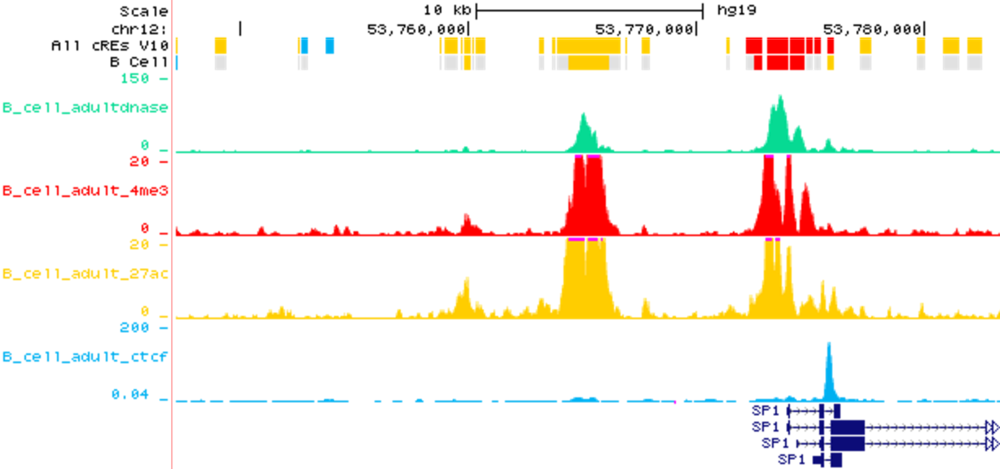 Scale 10 kb hg19
chr12: 53,760,000 53,770,000 53,780,000
All cREs V10
B Cell
150 -
B_cell_adultdnase
0 -
20 -
B_cell_adult_4me3
0 -
20 -
B_cell_adult_27ac
0 -
200 -
B_cell_adult_ctcf
0.04 -
SP1
SP1
SP1
SP1